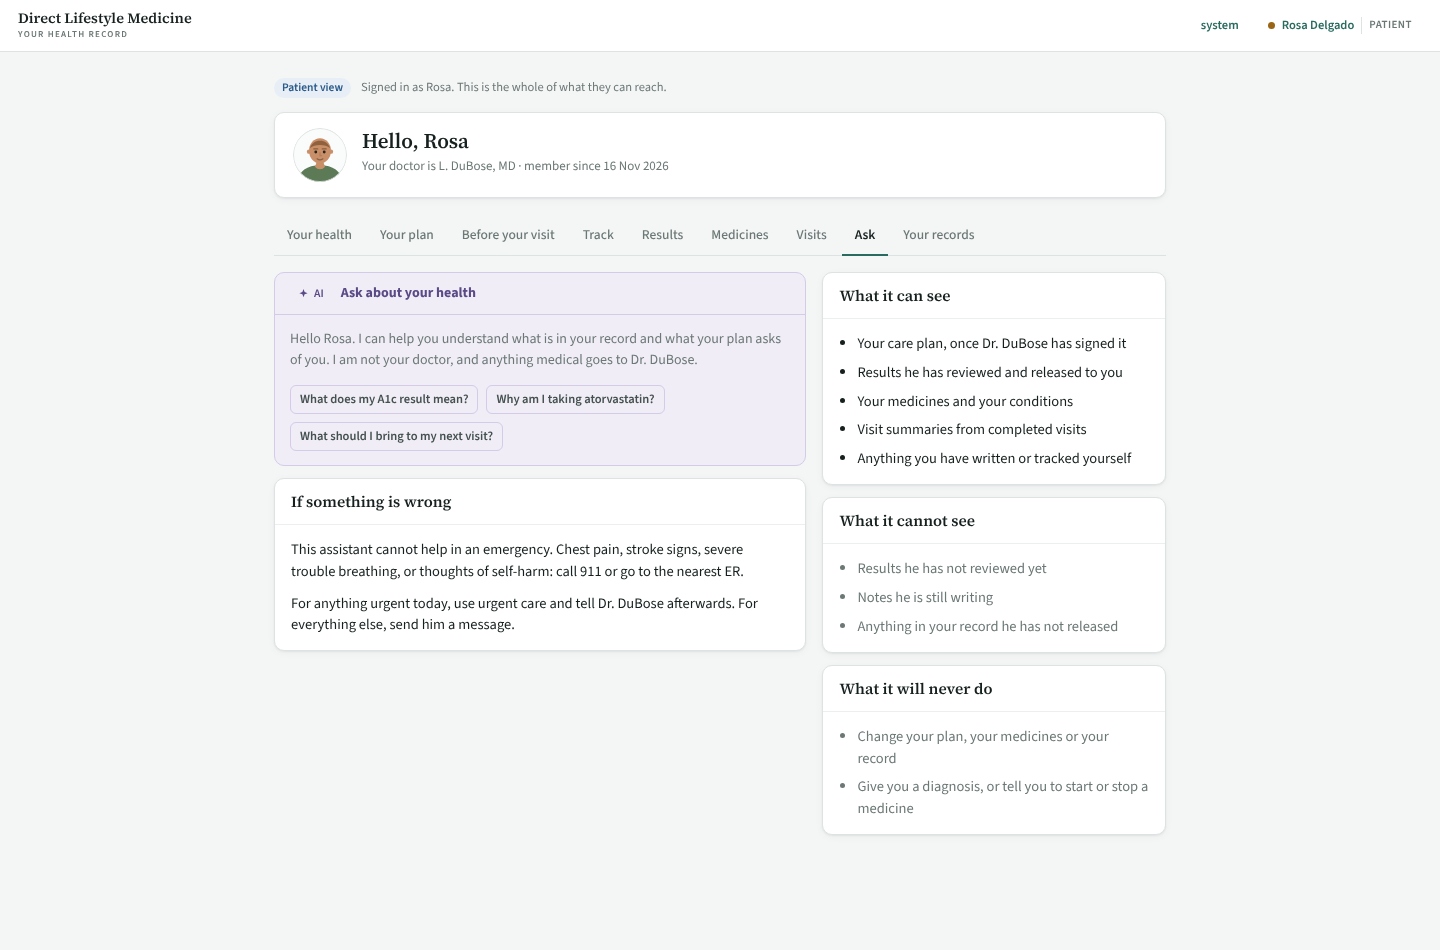 Direct Lifestyle Medicine
YOUR HEALTH RECORD
system
Rosa Delgado
PATIENT
Patient view
Signed in as Rosa. This is the whole of what they can reach.
Hello, Rosa
Your doctor is L. DuBose, MD · member since 16 Nov 2026
Your health
Your plan
Before your visit
Track
Results
Medicines
Visits
Ask
Your records
AI
Ask about your health
Hello Rosa. I can help you understand what is in your record and what your plan asks
of you. I am not your doctor, and anything medical goes to Dr. DuBose.
What does my A1c result mean?
Why am I taking atorvastatin?
What should I bring to my next visit?
If something is wrong
This assistant cannot help in an emergency. Chest pain, stroke signs, severe
trouble breathing, or thoughts of self-harm: call 911 or go to the nearest ER.
For anything urgent today, use urgent care and tell Dr. DuBose afterwards. For
everything else, send him a message.
What it can see
Your care plan, once Dr. DuBose has signed it
Results he has reviewed and released to you
Your medicines and your conditions
Visit summaries from completed visits
Anything you have written or tracked yourself
What it cannot see
Results he has not reviewed yet
Notes he is still writing
Anything in your record he has not released
What it will never do
Change your plan, your medicines or your
record
Give you a diagnosis, or tell you to start or stop a
medicine